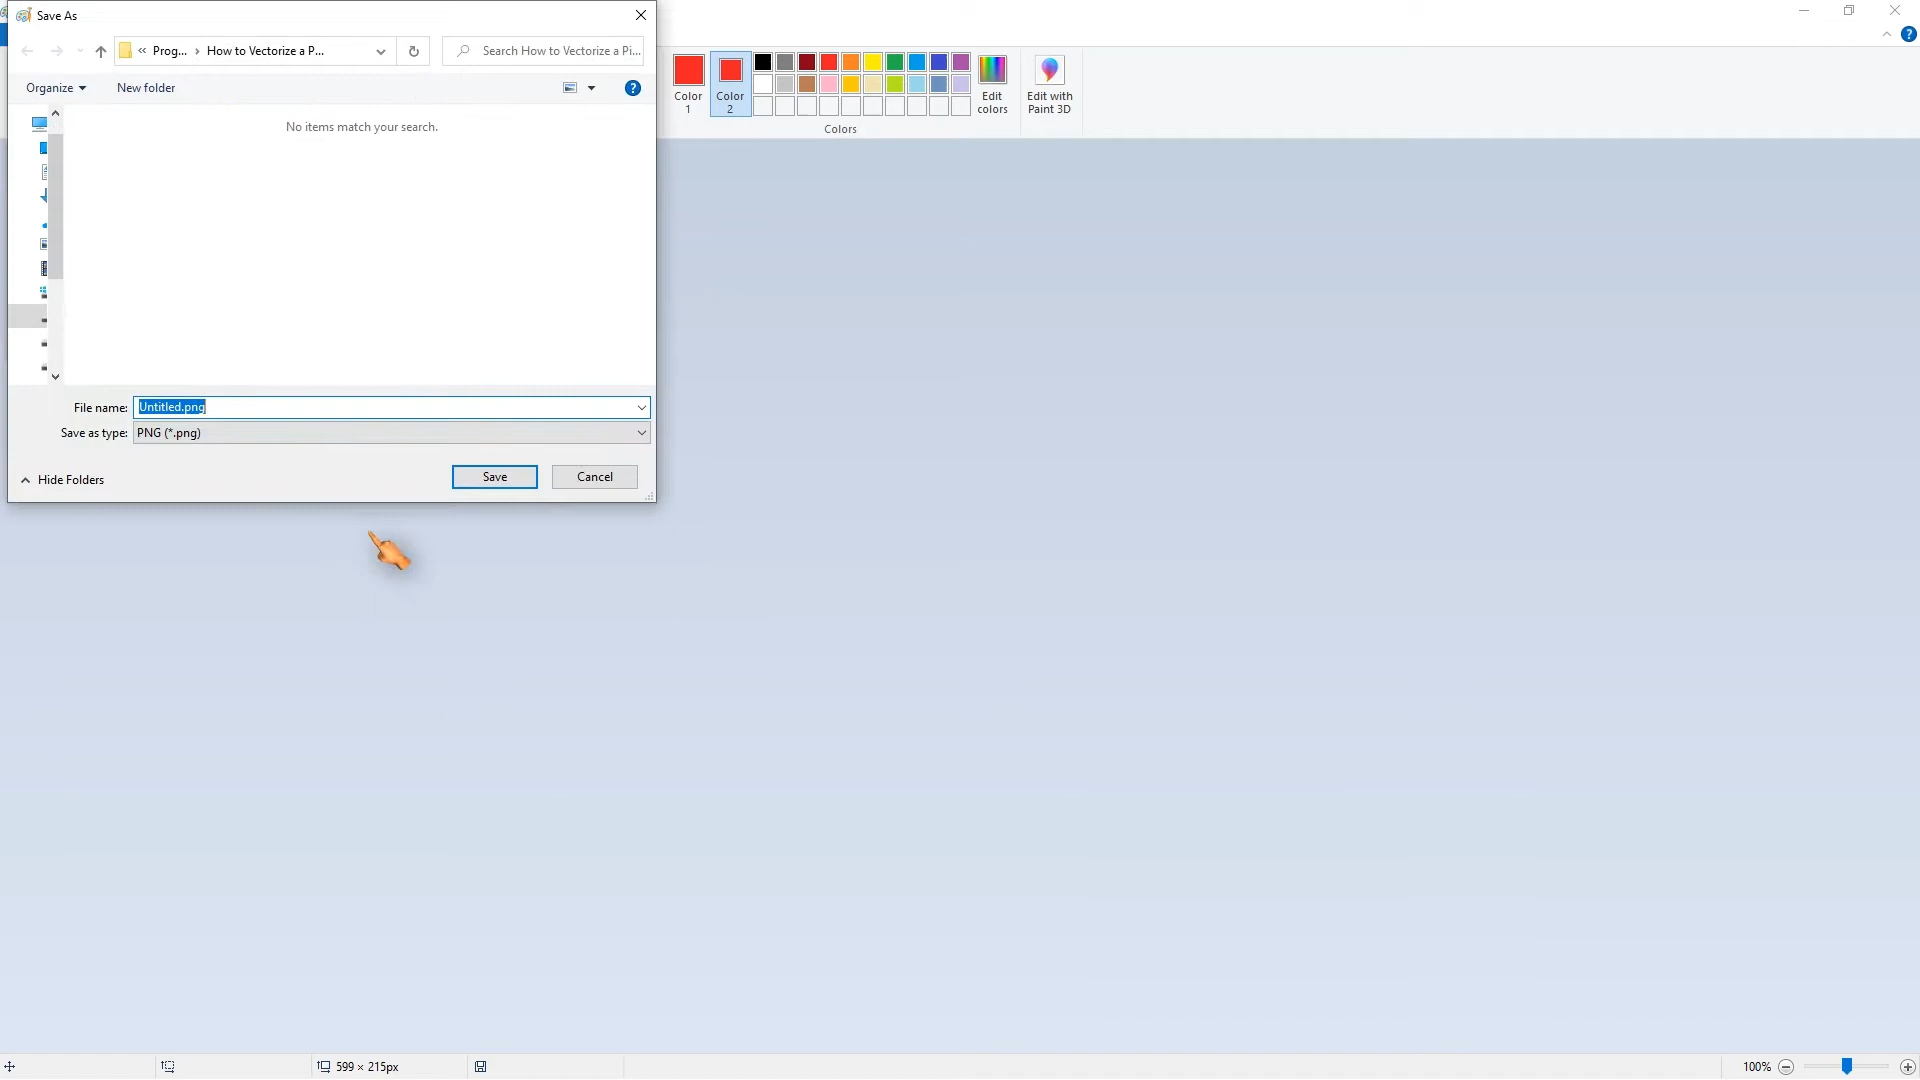 Save As
« Prog... › How to Vectorize a P...
Search How to Vectorize a Pi...
Organize
New folder
No items match your search.
File name: Untitled.png
Save as type: PNG (*.png)
Hide Folders
Save
Cancel
Color 1
Color 2
Edit colors
Edit with Paint 3D
Colors
599 × 215px
100%